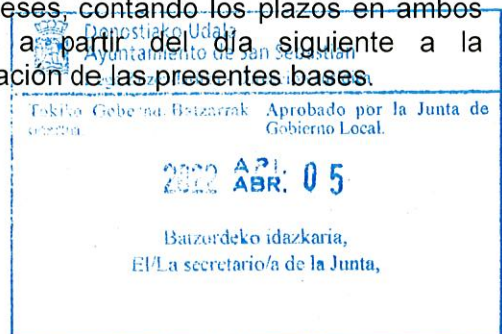 eses, contando los plazos en ambos
Donostiako Udala
a partir del día siguiente a la
Ayuntamiento de San Sebastián
ación de las presentes bases.
Tokiko Gobernu Batzarrak Aprobado por la Junta de
Gobierno Local.
2022 API. ABR. 05
Batzordeko idazkaria,
El/La secretario/a de la Junta,